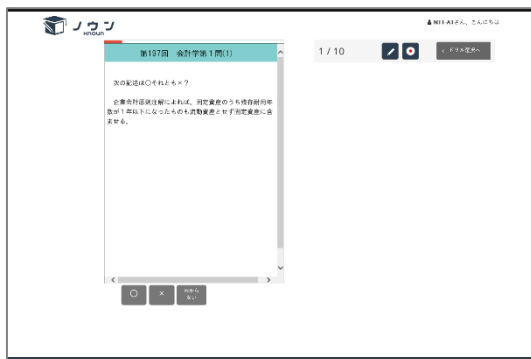 ノウン
KNOUN
NTT-AIさん、こんにちは
第197回 会計学第1問(1)
1 / 10
ドリル選択へ
次の記述は○それとも×？
企業会計原則注解によれば、固定資産のうち残存耐用年
数が1年以下になったものも流動資産とせず固定資産に含
ませる。
○
×
わから
ない